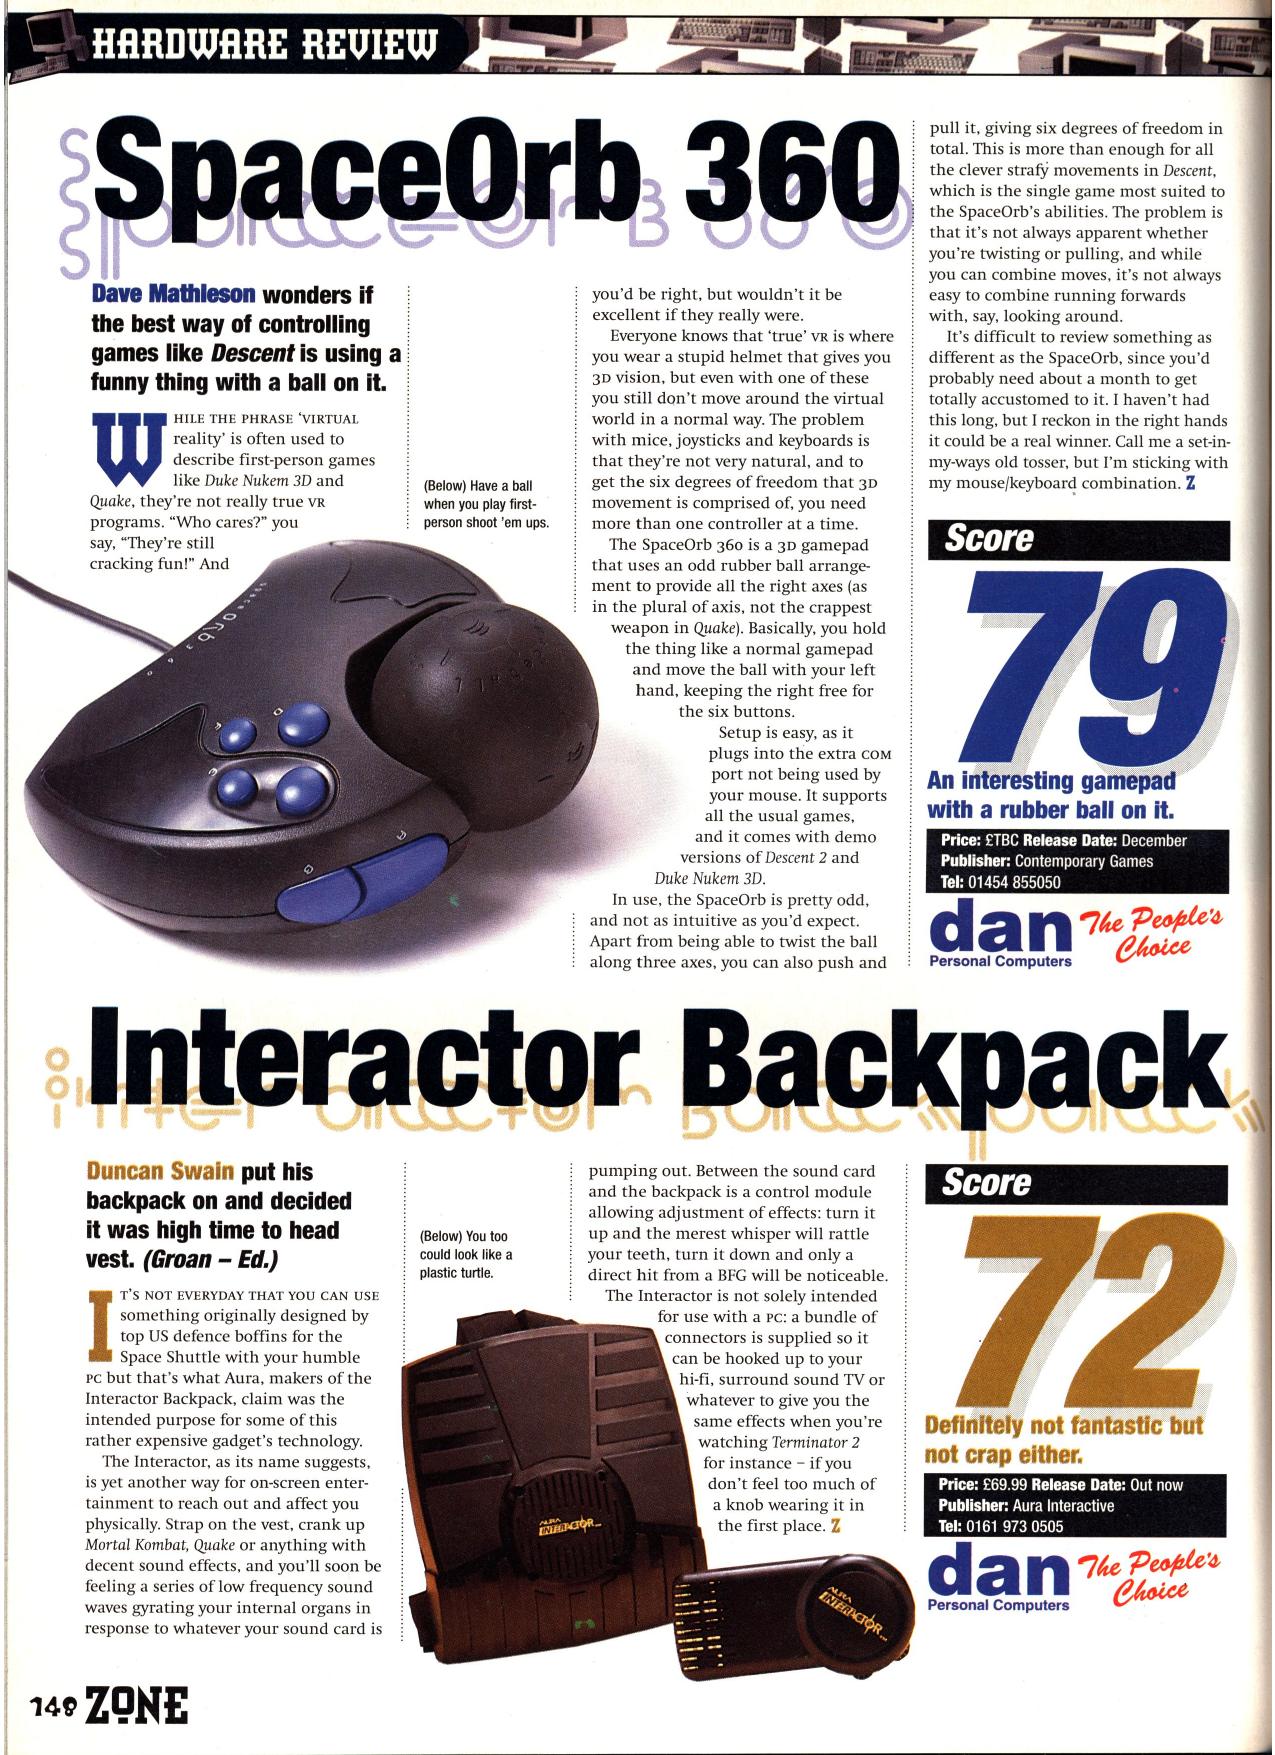 HARDWARE REVIEW
SpaceOrb 360
Dave Mathieson wonders if
the best way of controlling
games like Descent is using a
funny thing with a ball on it.
WHILE THE PHRASE ‘VIRTUAL
reality’ is often used to
describe first-person games
like Duke Nukem 3D and
Quake, they’re not really true VR
programs. “Who cares?” you
say, “They’re still
cracking fun!” And
(Below) Have a ball
when you play first-
person shoot ’em ups.
you’d be right, but wouldn’t it be
excellent if they really were.
Everyone knows that ‘true’ VR is where
you wear a stupid helmet that gives you
3D vision, but even with one of these
you still don’t move around the virtual
world in a normal way. The problem
with mice, joysticks and keyboards is
that they’re not very natural, and to
get the six degrees of freedom that 3D
movement is comprised of, you need
more than one controller at a time.
The SpaceOrb 360 is a 3D gamepad
that uses an odd rubber ball arrange-
ment to provide all the right axes (as
in the plural of axis, not the crappest
weapon in Quake). Basically, you hold
the thing like a normal gamepad
and move the ball with your left
hand, keeping the right free for
the six buttons.
Setup is easy, as it
plugs into the extra COM
port not being used by
your mouse. It supports
all the usual games,
and it comes with demo
versions of Descent 2 and
Duke Nukem 3D.
In use, the SpaceOrb is pretty odd,
and not as intuitive as you’d expect.
Apart from being able to twist the ball
along three axes, you can also push and
pull it, giving six degrees of freedom in
total. This is more than enough for all
the clever strafy movements in Descent,
which is the single game most suited to
the SpaceOrb’s abilities. The problem is
that it’s not always apparent whether
you’re twisting or pulling, and while
you can combine moves, it’s not always
easy to combine running forwards
with, say, looking around.
It’s difficult to review something as
different as the SpaceOrb, since you’d
probably need about a month to get
totally accustomed to it. I haven’t had
this long, but I reckon in the right hands
it could be a real winner. Call me a set-in-
my-ways old tosser, but I’m sticking with
my mouse/keyboard combination. Z
Score
79
An interesting gamepad
with a rubber ball on it.
Price: £TBC Release Date: December
Publisher: Contemporary Games
Tel: 01454 855050
dan The People’s
Choice
Personal Computers
Interactor Backpack
Duncan Swain put his
backpack on and decided
it was high time to head
vest. (Groan – Ed.)
IT’S NOT EVERYDAY THAT YOU CAN USE
something originally designed by
top US defence boffins for the
Space Shuttle with your humble
PC but that’s what Aura, makers of the
Interactor Backpack, claim was the
intended purpose for some of this
rather expensive gadget’s technology.
The Interactor, as its name suggests,
is yet another way for on-screen enter-
tainment to reach out and affect you
physically. Strap on the vest, crank up
Mortal Kombat, Quake or anything with
decent sound effects, and you’ll soon be
feeling a series of low frequency sound
waves gyrating your internal organs in
response to whatever your sound card is
(Below) You too
could look like a
plastic turtle.
AURA
INTERACTOR
AURA
INTERACTOR
pumping out. Between the sound card
and the backpack is a control module
allowing adjustment of effects: turn it
up and the merest whisper will rattle
your teeth, turn it down and only a
direct hit from a BFG will be noticeable.
The Interactor is not solely intended
for use with a PC: a bundle of
connectors is supplied so it
can be hooked up to your
hi-fi, surround sound TV or
whatever to give you the
same effects when you’re
watching Terminator 2
for instance – if you
don’t feel too much of
a knob wearing it in
the first place. Z
Score
72
Definitely not fantastic but
not crap either.
Price: £69.99 Release Date: Out now
Publisher: Aura Interactive
Tel: 0161 973 0505
dan The People’s
Choice
Personal Computers
148 ZONE